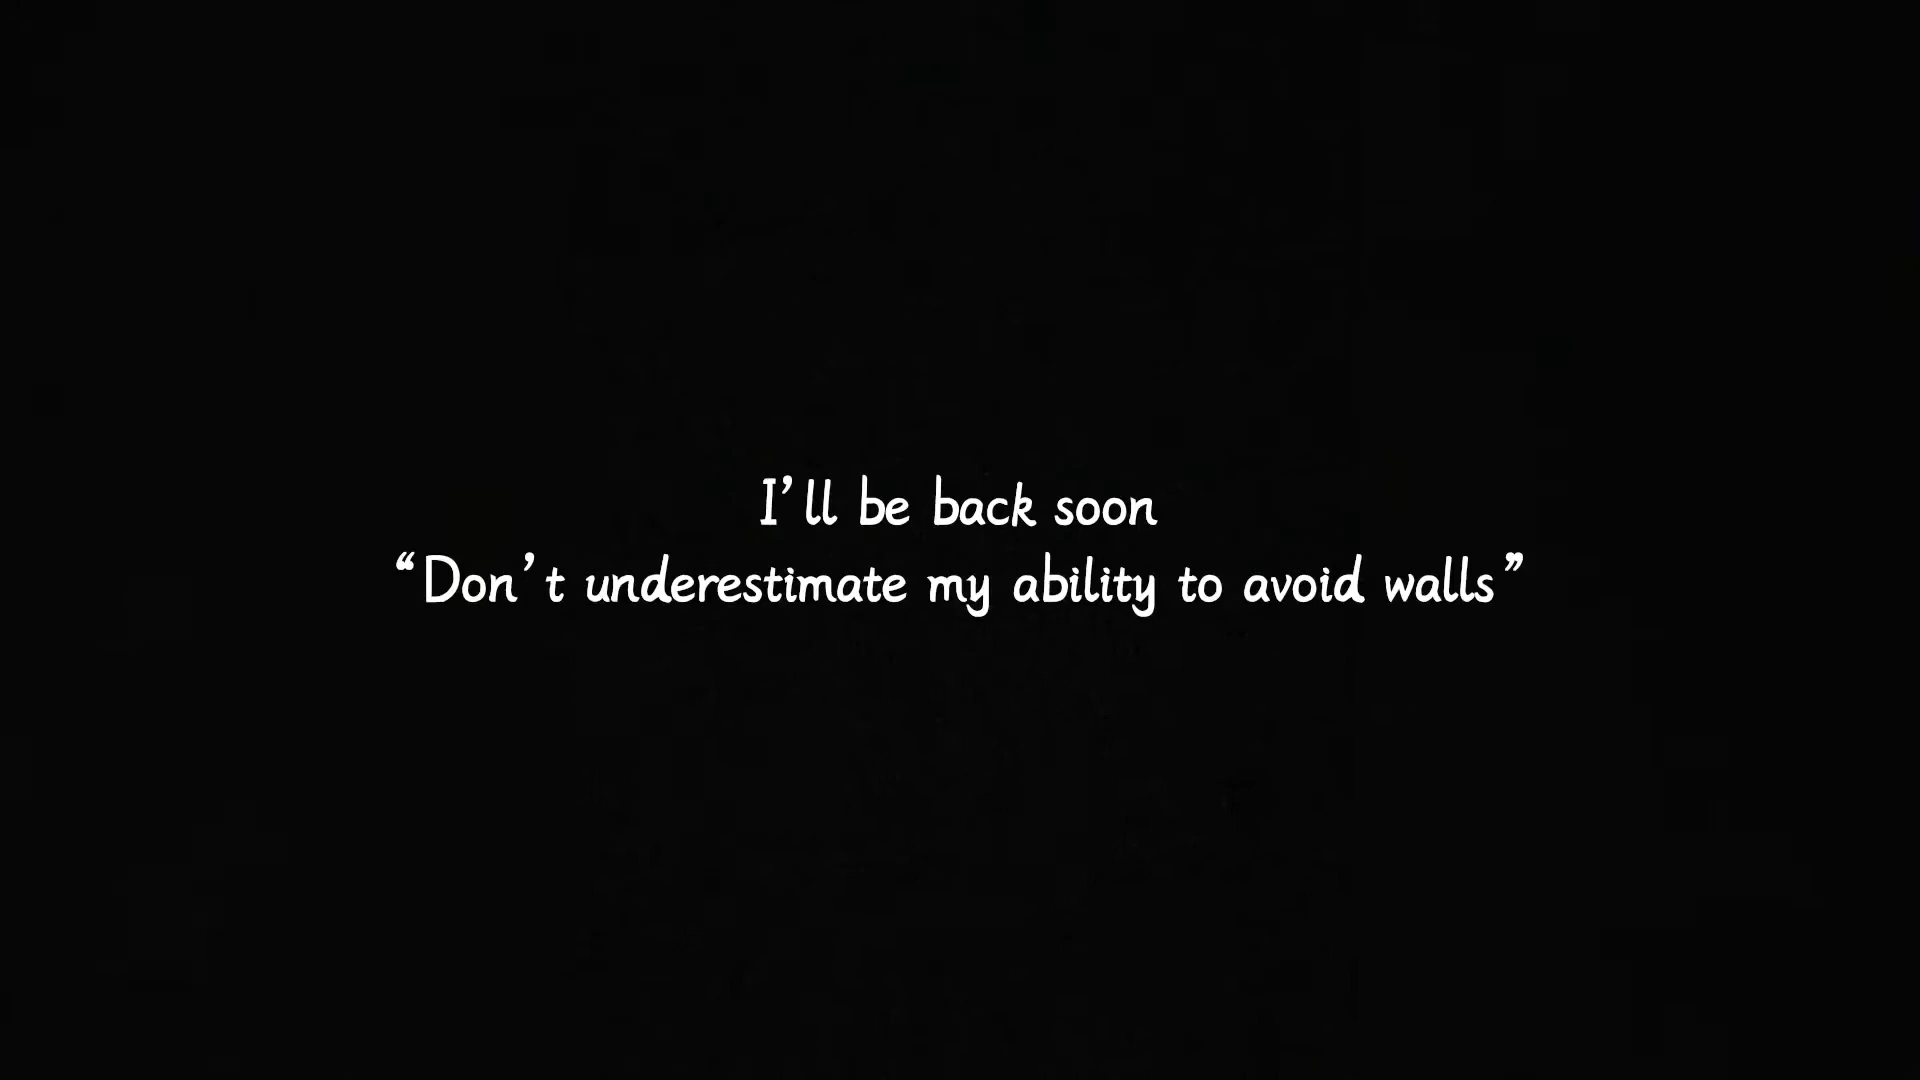 I’ll be back soon
“Don’t underestimate my ability to avoid walls”